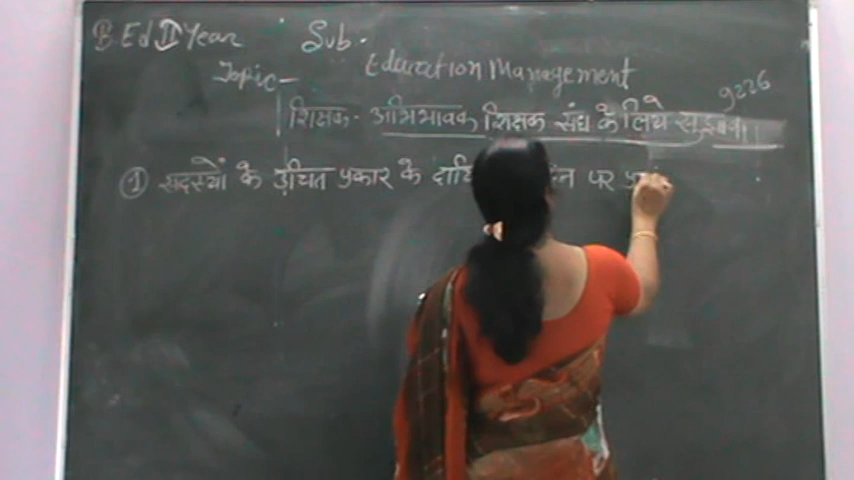 B.Ed II Year Sub.
Topic - Education Management
9226
शिक्षक - अभिभावक शिक्षक संघ के लिये सुझाव
① सदस्यों के उचित प्रकार के पर